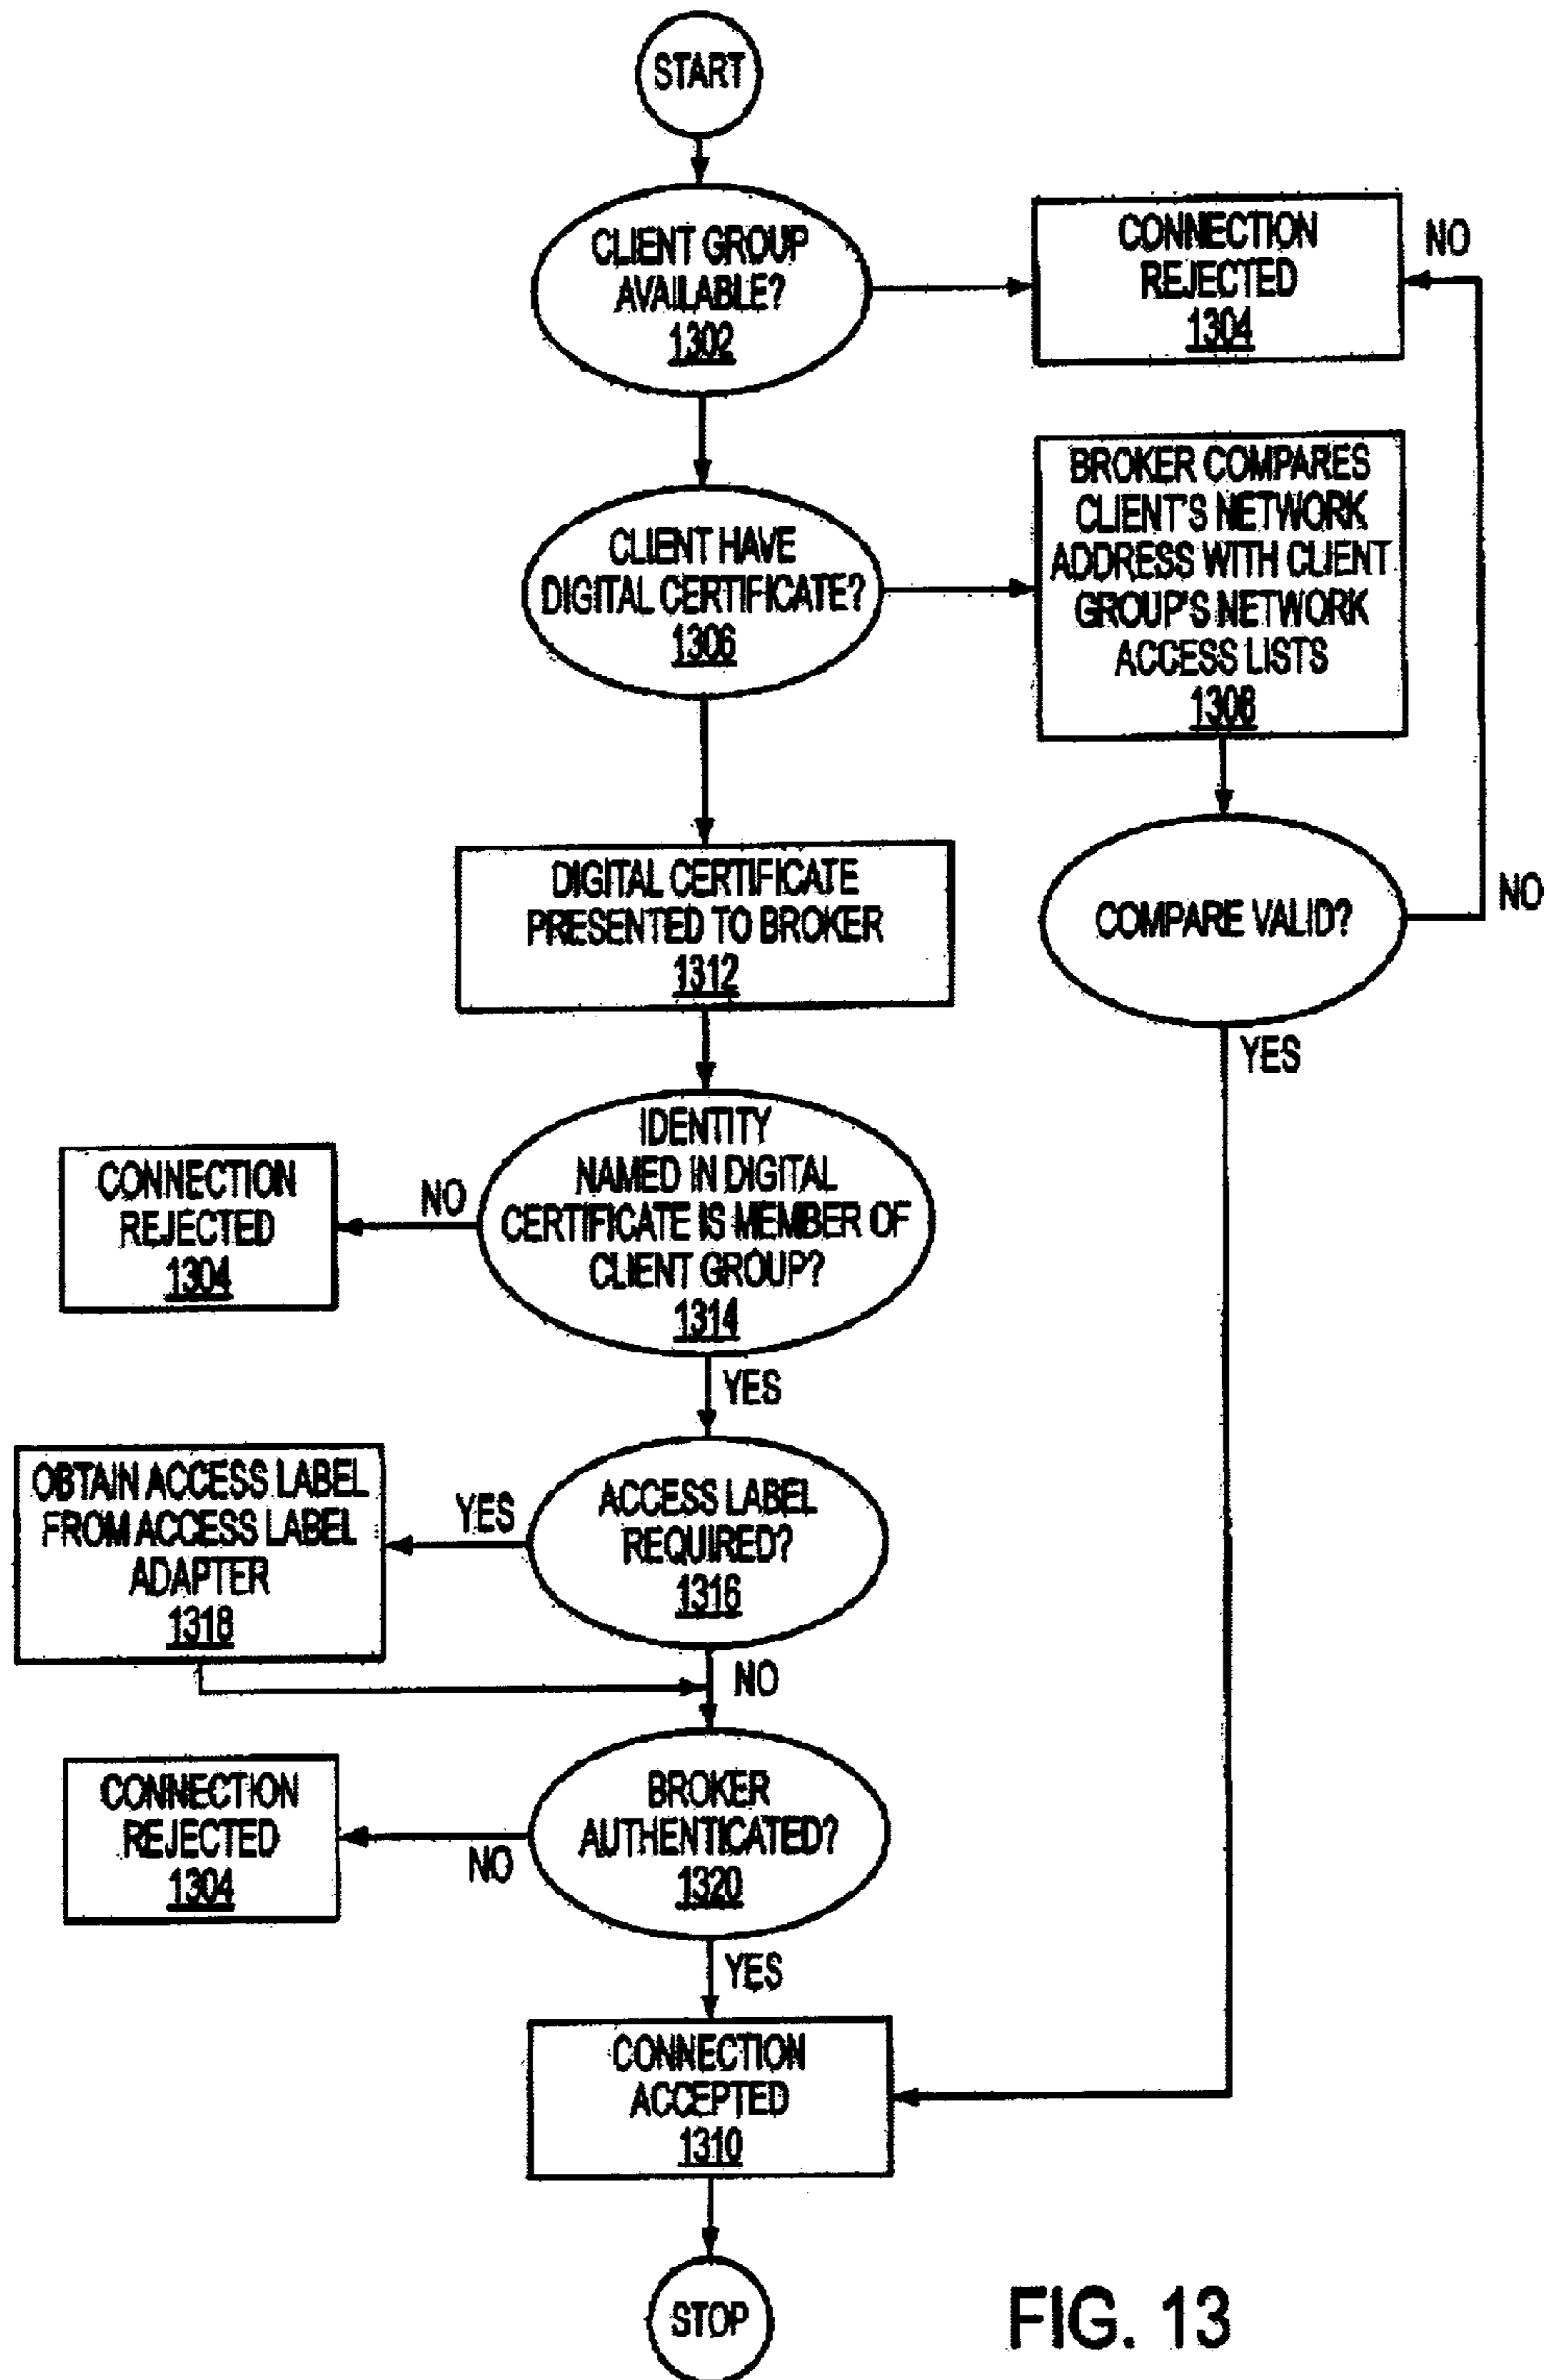 START
CLIENT GROUP
AVAILABLE?
1302
CONNECTION
REJECTED
1304
NO
CLIENT HAVE
DIGITAL CERTIFICATE?
1306
BROKER COMPARES
CLIENT'S NETWORK
ADDRESS WITH CLIENT
GROUP'S NETWORK
ACCESS LISTS
1308
DIGITAL CERTIFICATE
PRESENTED TO BROKER
1312
COMPARE VALID?
NO
YES
IDENTITY
NAMED IN DIGITAL
CERTIFICATE IS MEMBER OF
CLIENT GROUP?
1314
NO
CONNECTION
REJECTED
1304
YES
ACCESS LABEL
REQUIRED?
1316
YES
OBTAIN ACCESS LABEL
FROM ACCESS LABEL
ADAPTER
1318
NO
BROKER
AUTHENTICATED?
1320
NO
CONNECTION
REJECTED
1304
YES
CONNECTION
ACCEPTED
1310
STOP
FIG. 13